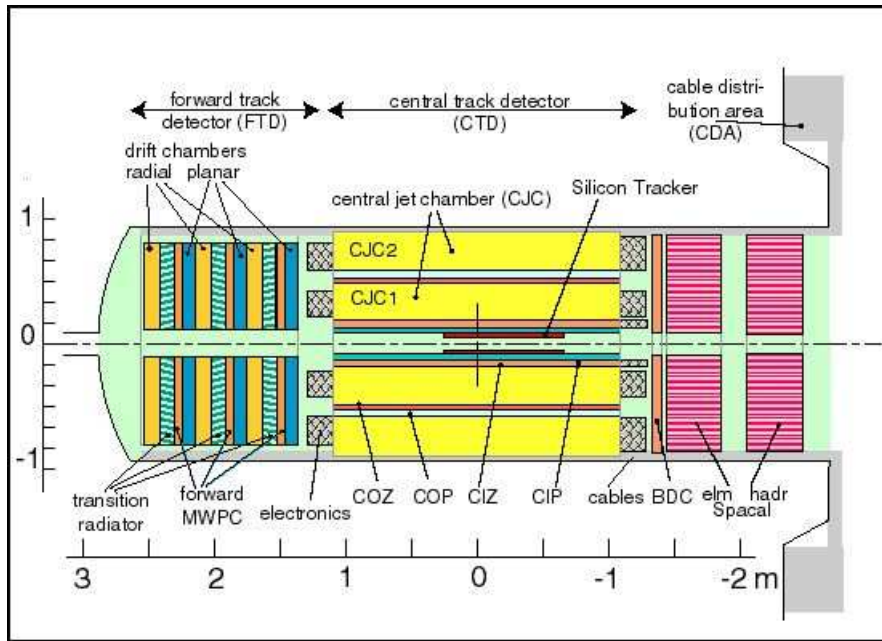 forward track
detector (FTD)
central track detector
(CTD)
cable distri-
bution area
(CDA)
drift chambers
radial planar
central jet chamber (CJC)
Silicon Tracker
1
CJC2
CJC1
0
-1
transition
radiator
forward
MWPC
electronics
COZ
COP
CIZ
CIP
cables
BDC
elm hadr
Spacal
3 2 1 0 -1 -2 m